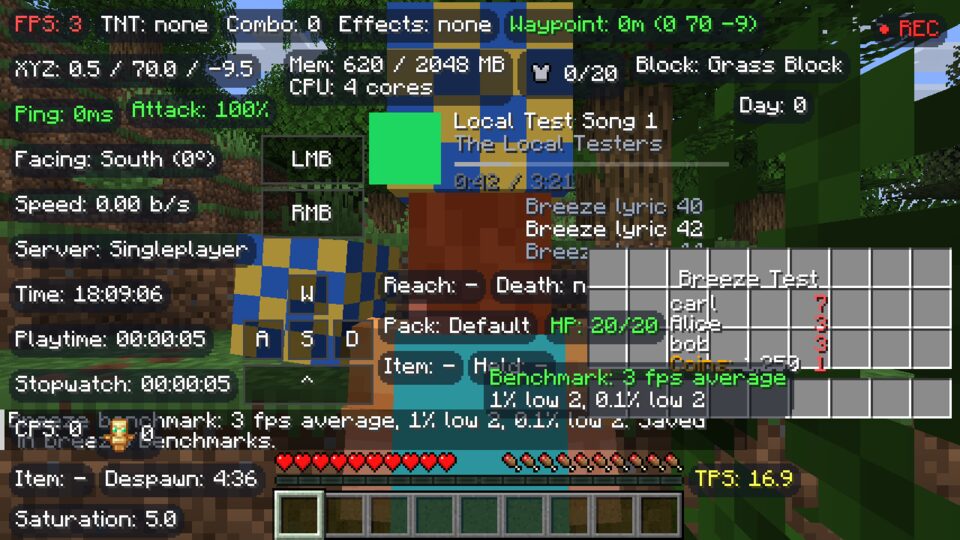 FPS: 3 TNT: none Combo: 0 Effects: none Waypoint: 0m (0 70 -9) REC
XYZ: 0.5 / 70.0 / -9.5 Mem: 620 / 2048 MB 0/20 Block: Grass Block
CPU: 4 cores
Ping: 0ms Attack: 100% Day: 0
Local Test Song 1
The Local Testers
Facing: South (0°) LMB
0:42 / 3:21
Speed: 0.00 b/s RMB
Breeze lyric 40
Breeze lyric 42
Breeze
Server: Singleplayer
Breeze Test
Time: 18:09:06 W Reach: - Death:
carl 7
Alice 3
Playtime: 00:00:05 A S D Pack: Default HP: 20/20
bob 3
Coins: 1,250 1
Item: -
Stopwatch: 00:00:05 ^
Benchmark: 3 fps average
1% low 2, 0.1% low 2
benchmark: 3 fps average, 1% low 2, 0.1% low 2. Saved
CPS: 0 0
benchmarks.
Item: - Despawn: 4:36 TPS: 16.9
Saturation: 5.0